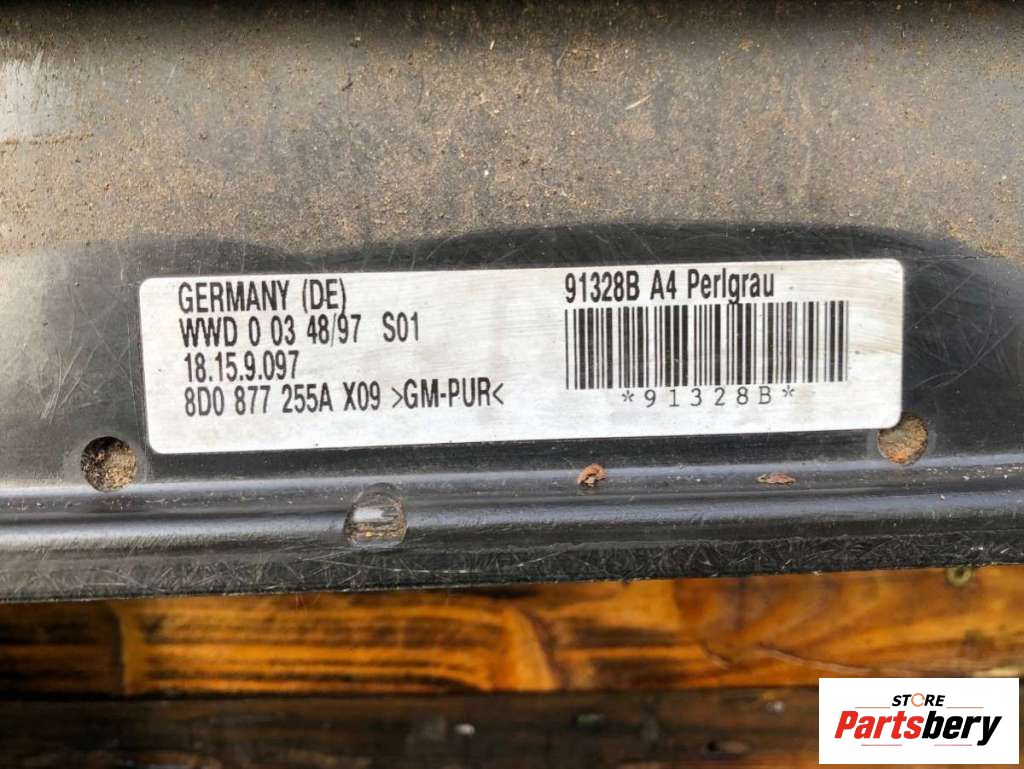 GERMANY (DE)
WWD 0 03 48/97 S01
18.15.9.097
8D0 877 255A X09 >GM-PUR<
91328B A4 Perlgrau
*91328B*
STORE
Partsbery